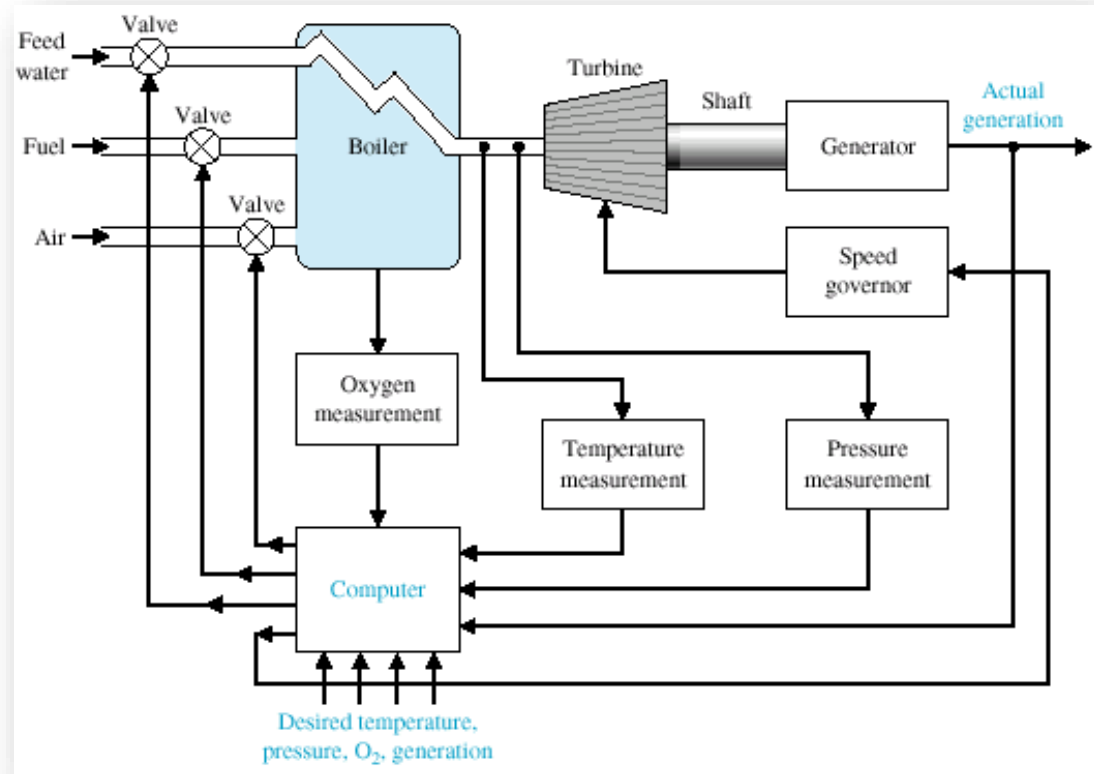 Valve
Feed
water
Turbine
Shaft
Actual
generation
Valve
Fuel
Boiler
Generator
Valve
Air
Speed
governor
Oxygen
measurement
Temperature
measurement
Pressure
measurement
Computer
Desired temperature,
pressure, O₂, generation